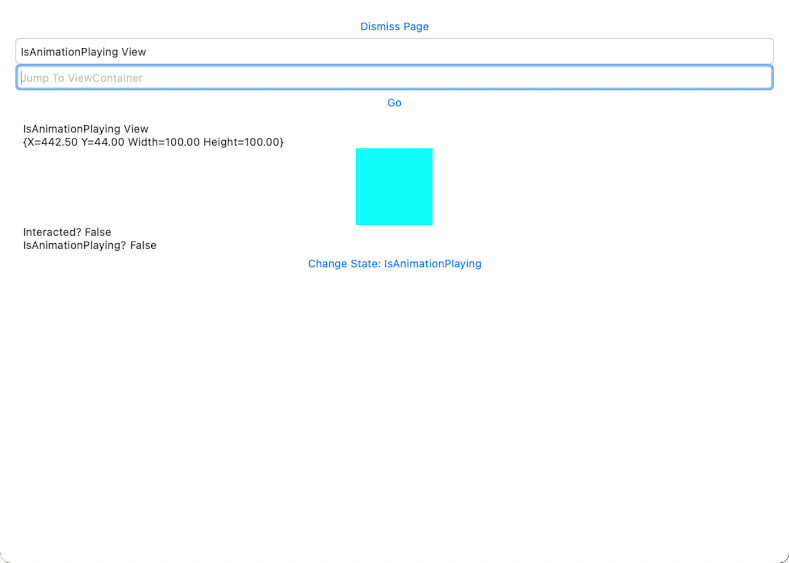 Dismiss Page
IsAnimationPlaying View
Jump To ViewContainer
Go
IsAnimationPlaying View
{X=442.50 Y=44.00 Width=100.00 Height=100.00}
Interacted? False
IsAnimationPlaying? False
Change State: IsAnimationPlaying